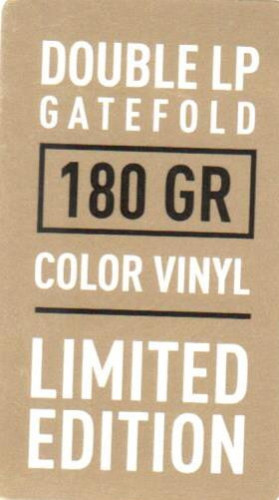 DOUBLE LP
GATEFOLD
180 GR
COLOR VINYL
LIMITED
EDITION